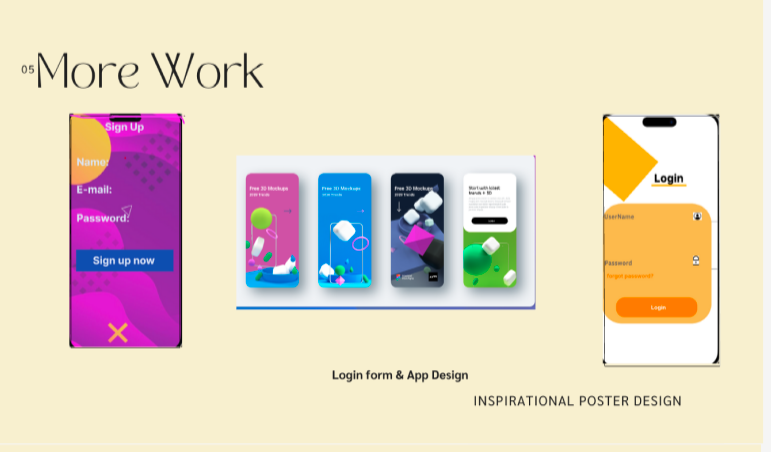 05
More Work
Sign Up
Name:
E-mail:
Password:
Sign up now
Free 3D Mockups
Free 3D Mockups
Free 3D Mockups
Start with latest
trends + 3D
Login
UserName
Password
forgot password?
Login
Login form & App Design
INSPIRATIONAL POSTER DESIGN